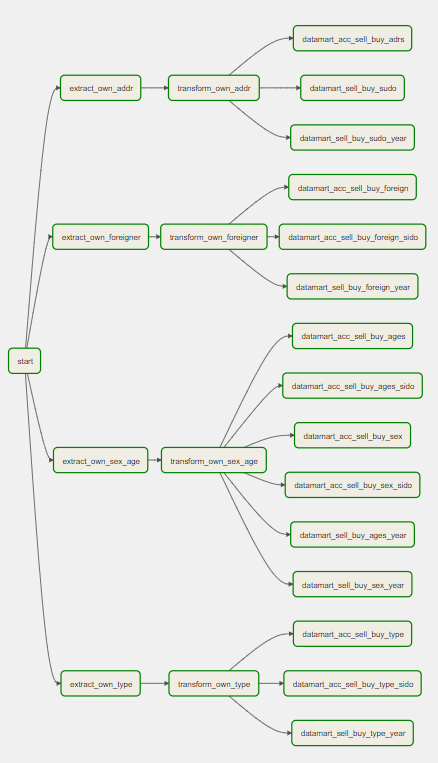 datamart_acc_sell_buy_adrs
extract_own_addr
transform_own_addr
datamart_sell_buy_sudo
datamart_sell_buy_sudo_year
datamart_acc_sell_buy_foreign
extract_own_foreigner
transform_own_foreigner
datamart_acc_sell_buy_foreign_sido
datamart_sell_buy_foreign_year
datamart_acc_sell_buy_ages
start
datamart_acc_sell_buy_ages_sido
datamart_acc_sell_buy_sex
extract_own_sex_age
transform_own_sex_age
datamart_acc_sell_buy_sex_sido
datamart_sell_buy_ages_year
datamart_sell_buy_sex_year
datamart_acc_sell_buy_type
extract_own_type
transform_own_type
datamart_acc_sell_buy_type_sido
datamart_sell_buy_type_year